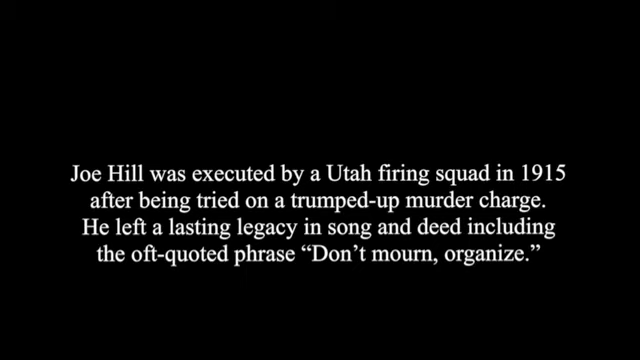 Joe Hill was executed by a Utah firing squad in 1915
after being tried on a trumped-up murder charge.
He left a lasting legacy in song and deed including
the oft-quoted phrase “Don’t mourn, organize.”